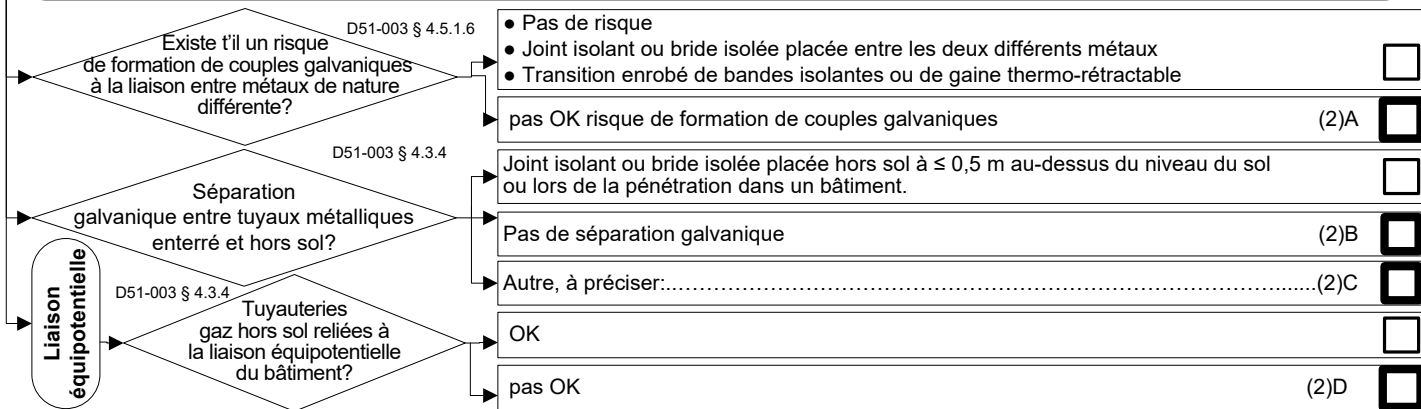 D51-003 § 4.5.1.6
Existe t'il un risque
de formation de couples galvaniques
à la liaison entre métaux de nature
différente?
● Pas de risque
● Joint isolant ou bride isolée placée entre les deux différents métaux
● Transition enrobé de bandes isolantes ou de gaine thermo-rétractable
pas OK risque de formation de couples galvaniques (2)A
D51-003 § 4.3.4
Séparation
galvanique entre tuyaux métalliques
enterré et hors sol?
Joint isolant ou bride isolée placée hors sol à ≤ 0,5 m au-dessus du niveau du sol
ou lors de la pénétration dans un bâtiment.
Pas de séparation galvanique (2)B
Autre, à préciser:……………………………………………………………………….......(2)C
Liaison
équipotentielle
D51-003 § 4.3.4
Tuyauteries
gaz hors sol reliées à
la liaison équipotentielle
du bâtiment?
OK
pas OK (2)D